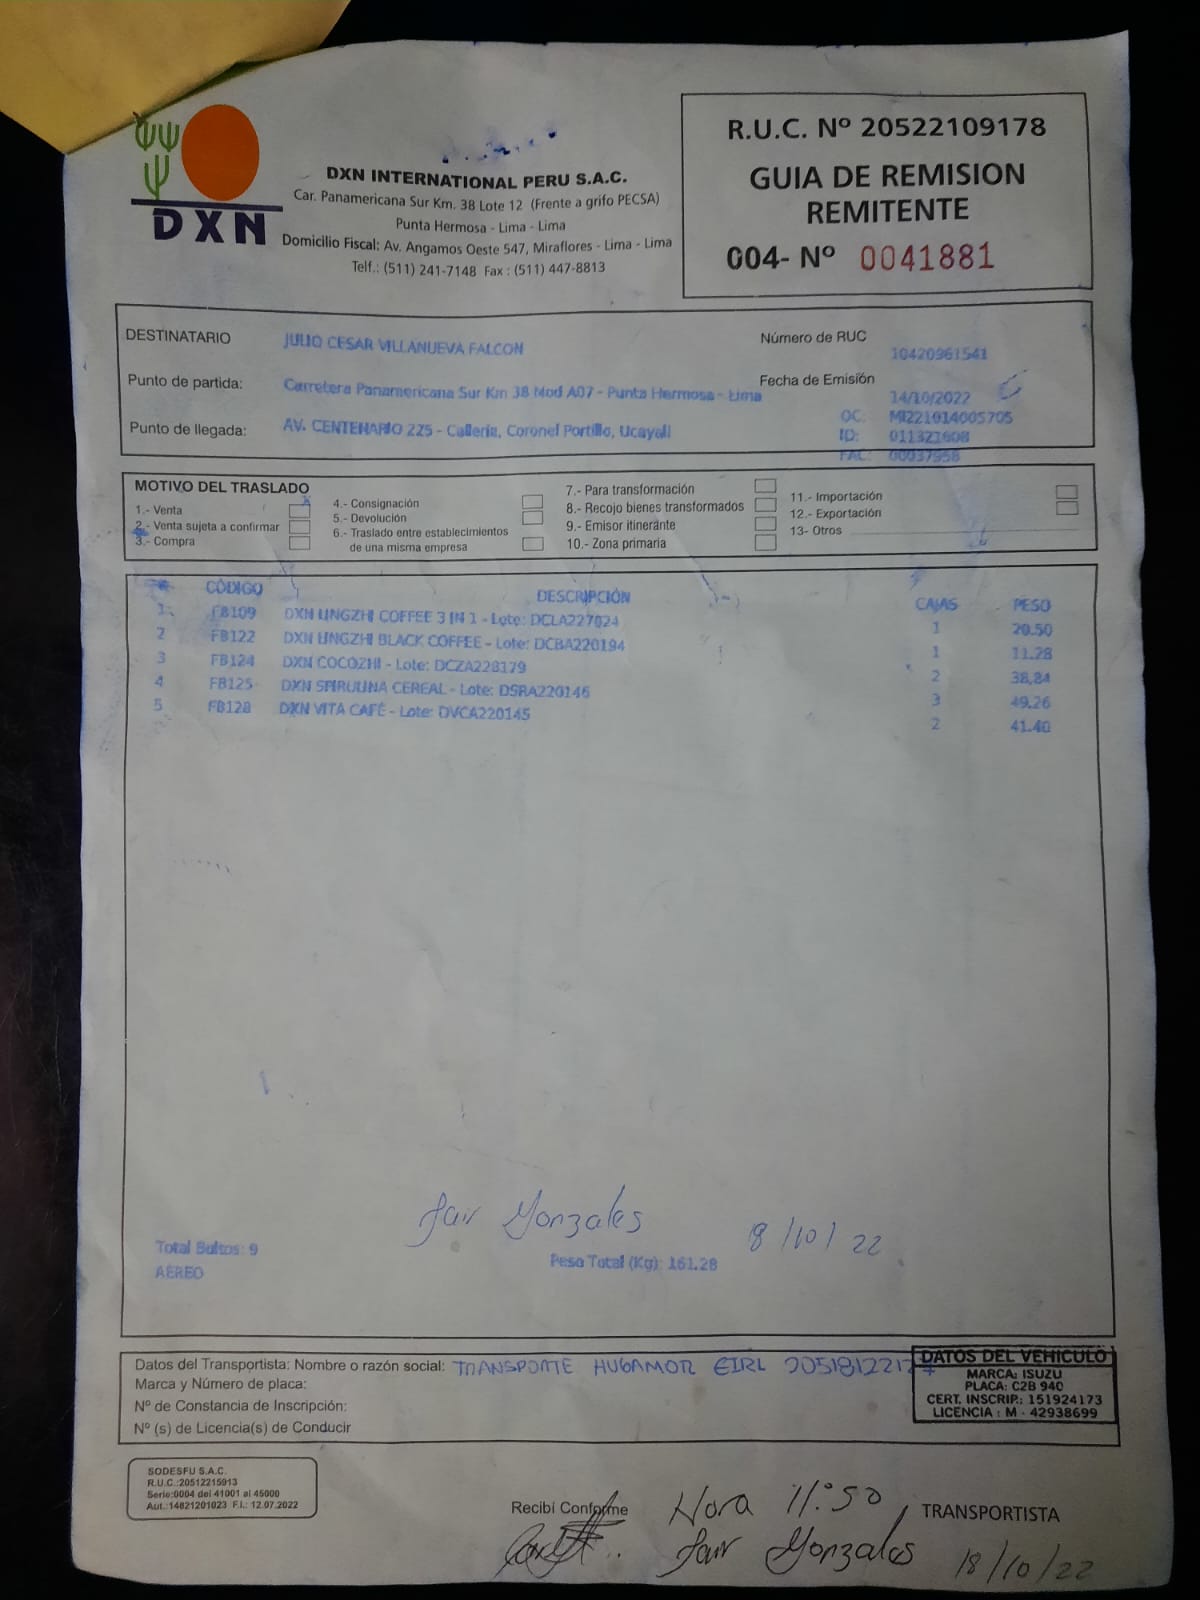 DXN
DXN INTERNATIONAL PERU S.A.C.
Car. Panamericana Sur Km. 38 Lote 12 (Frente a grifo PECSA)
Punta Hermosa - Lima - Lima
Domicilio Fiscal: Av. Angamos Oeste 547, Miraflores - Lima - Lima
Telf.: (511) 241-7148 Fax : (511) 447-8813
R.U.C. Nº 20522109178
GUIA DE REMISION
REMITENTE
004- Nº 0041881
DESTINATARIO JULIO CESAR VILLANUEVA FALCON
Número de RUC 10420961541
Punto de partida: Carretera Panamericana Sur Km 38 Mod A07 - Punta Hermosa - Lima
Fecha de Emisión 14/10/2022
Punto de llegada: AV. CENTENARIO 225 - Callería, Coronel Portillo, Ucayali
OC: MI221014005705
ID: 011321608
FAC: 00037958
MOTIVO DEL TRASLADO
1.- Venta
2.- Venta sujeta a confirmar
3.- Compra
4.- Consignación
5.- Devolución
6.- Traslado entre establecimientos
de una misma empresa
7.- Para transformación
8.- Recojo bienes transformados
9.- Emisor itinerante
10.- Zona primaria
11.- Importación
12.- Exportación
13- Otros
# CÓDIGO DESCRIPCIÓN CAJAS PESO
1 FB109 DXN LINGZHI COFFEE 3 IN 1 - Lote: DCLA227024 1 20.50
2 FB122 DXN LINGZHI BLACK COFFEE - Lote: DCBA220194 1 11.28
3 FB124 DXN COCOZHI - Lote: DCZA228179 2 38,84
4 FB125 DXN SPIRULINA CEREAL - Lote: DSRA220146 3 49.26
5 FB128 DXN VITA CAFÉ - Lote: DVCA220145 2 41.40
Jair Gonzales 18/10/22
Total Bultos: 9
Peso Total (Kg): 161.28
AEREO
Datos del Transportista: Nombre o razón social: TRANSPORTE HUGAMOR EIRL
Marca y Número de placa:
Nº de Constancia de Inscripción:
Nº (s) de Licencia(s) de Conducir
DATOS DEL VEHICULO
MARCA: ISUZU
PLACA: C2B 940
CERT. INSCRIP.: 151924173
LICENCIA : M - 42938699
SODESFU S.A.C.
R.U.C.:20512215913
Serie:0004 del 41001 al 45000
Aut.:14821201023 F.I.: 12.07.2022
Recibí Conforme
Hora 11:50
TRANSPORTISTA
Jair Gonzales 18/10/22